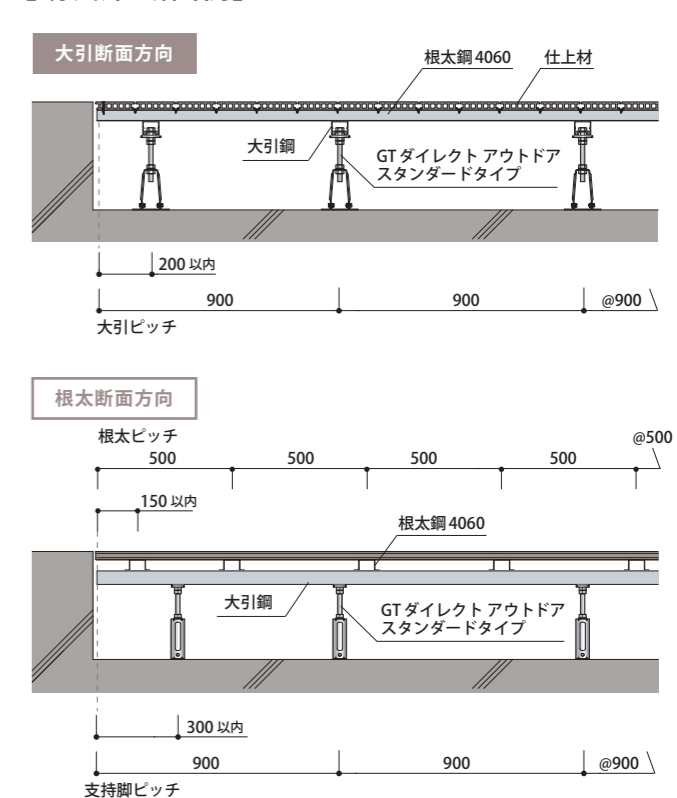 大引断面方向
根太鋼 4060
仕上材
大引鋼
GT ダイレクト アウトドア
スタンダードタイプ
200 以内
900
900
@900
大引ピッチ
根太断面方向
根太ピッチ
@500
500
500
500
500
150 以内
根太鋼 4060
大引鋼
GT ダイレクト アウトドア
スタンダードタイプ
300 以内
900
900
@900
支持脚ピッチ